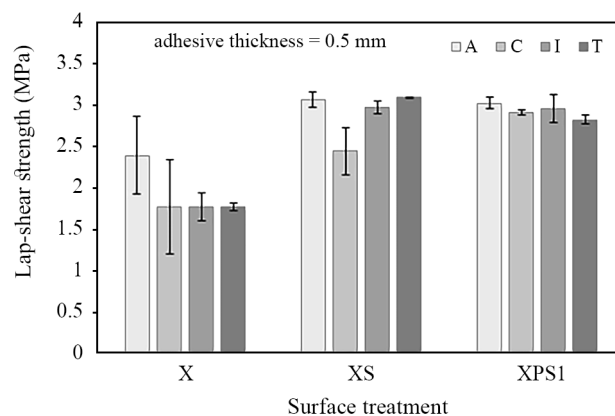 4
adhesive thickness = 0.5 mm
A C I T
3.5
3
2.5
2
1.5
1
0.5
0
Lap-shear strength (MPa)
X XS XPS1
Surface treatment